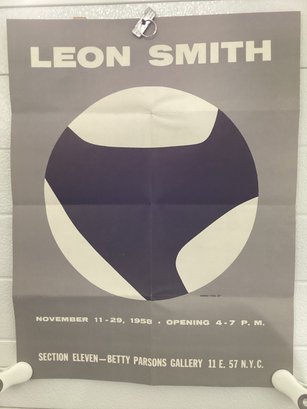 LEON SMITH
NOVEMBER 11-29, 1958 • OPENING 4-7 P. M.
SECTION ELEVEN—BETTY PARSONS GALLERY 11 E. 57 N.Y.C.